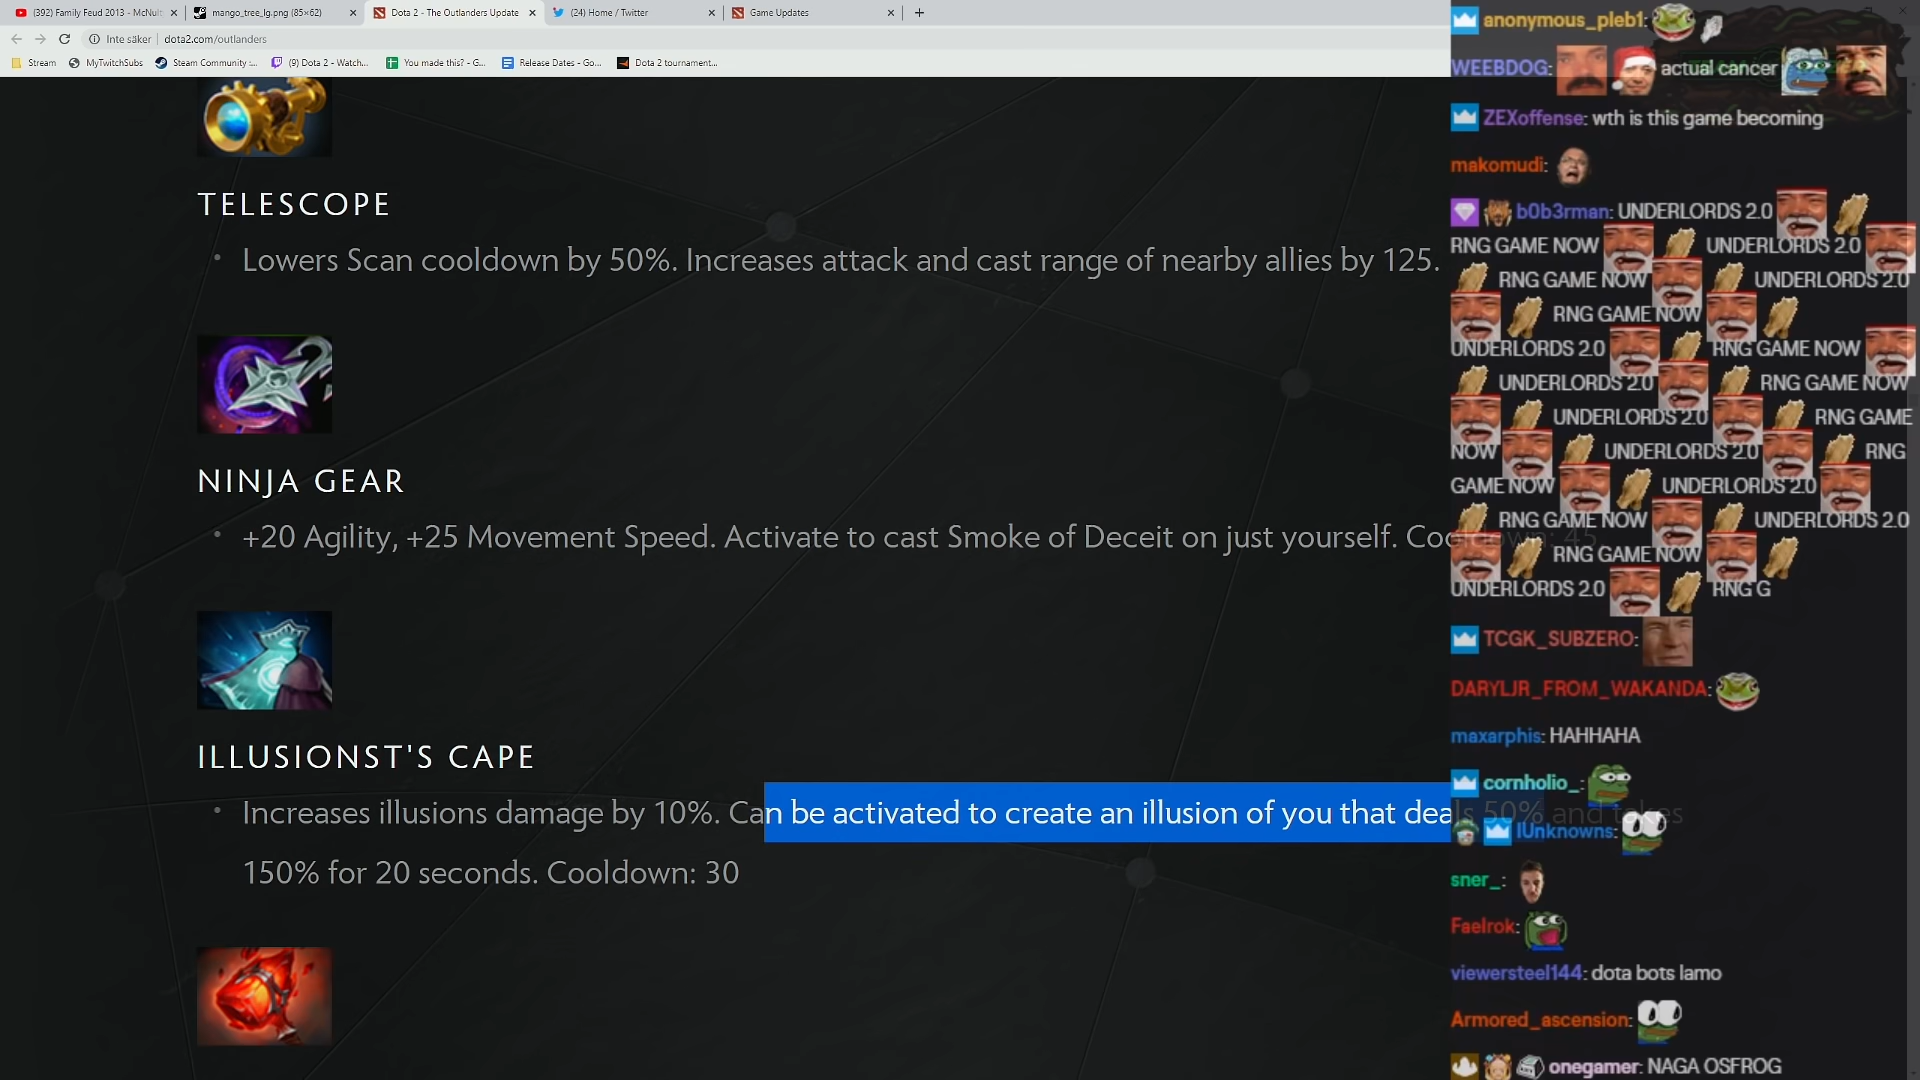 (392) Family Feud 2013 - McNult
mango_tree_lg.png (85×62)
Dota 2 - The Outlanders Update
(24) Home / Twitter
Game Updates
Inte säker | dota2.com/outlanders
Stream
MyTwitchSubs
Steam Community :...
(9) Dota 2 - Watch...
You made this? - G...
Release Dates - Go...
Dota 2 tournament...
TELESCOPE
• Lowers Scan cooldown by 50%. Increases attack and cast range of nearby allies by 125.
NINJA GEAR
• +20 Agility, +25 Movement Speed. Activate to cast Smoke of Deceit on just yourself. Cooldown: 45
ILLUSIONST'S CAPE
• Increases illusions damage by 10%. Can be activated to create an illusion of you that deals 50% and takes
150% for 20 seconds. Cooldown: 30
anonymous_pleb1:
WEEBDOG: actual cancer
ZEXoffense: wth is this game becoming
makomudi:
b0b3rman: UNDERLORDS 2.0
RNG GAME NOW UNDERLORDS 2.0
RNG GAME NOW UNDERLORDS 2.0
RNG GAME NOW
UNDERLORDS 2.0 RNG GAME NOW
UNDERLORDS 2.0 RNG GAME NOW
UNDERLORDS 2.0 RNG GAME
NOW UNDERLORDS 2.0 RNG
GAME NOW UNDERLORDS 2.0
RNG GAME NOW UNDERLORDS 2.0
RNG GAME NOW
UNDERLORDS 2.0 RNG G
TCGK_SUBZERO:
DARYLJR_FROM_WAKANDA:
maxarphis: HAHHAHA
cornholio_:
IUnknowns:
sner_:
Faelrok:
viewersteel144: dota bots lamo
Armored_ascension:
onegamer: NAGA OSFROG